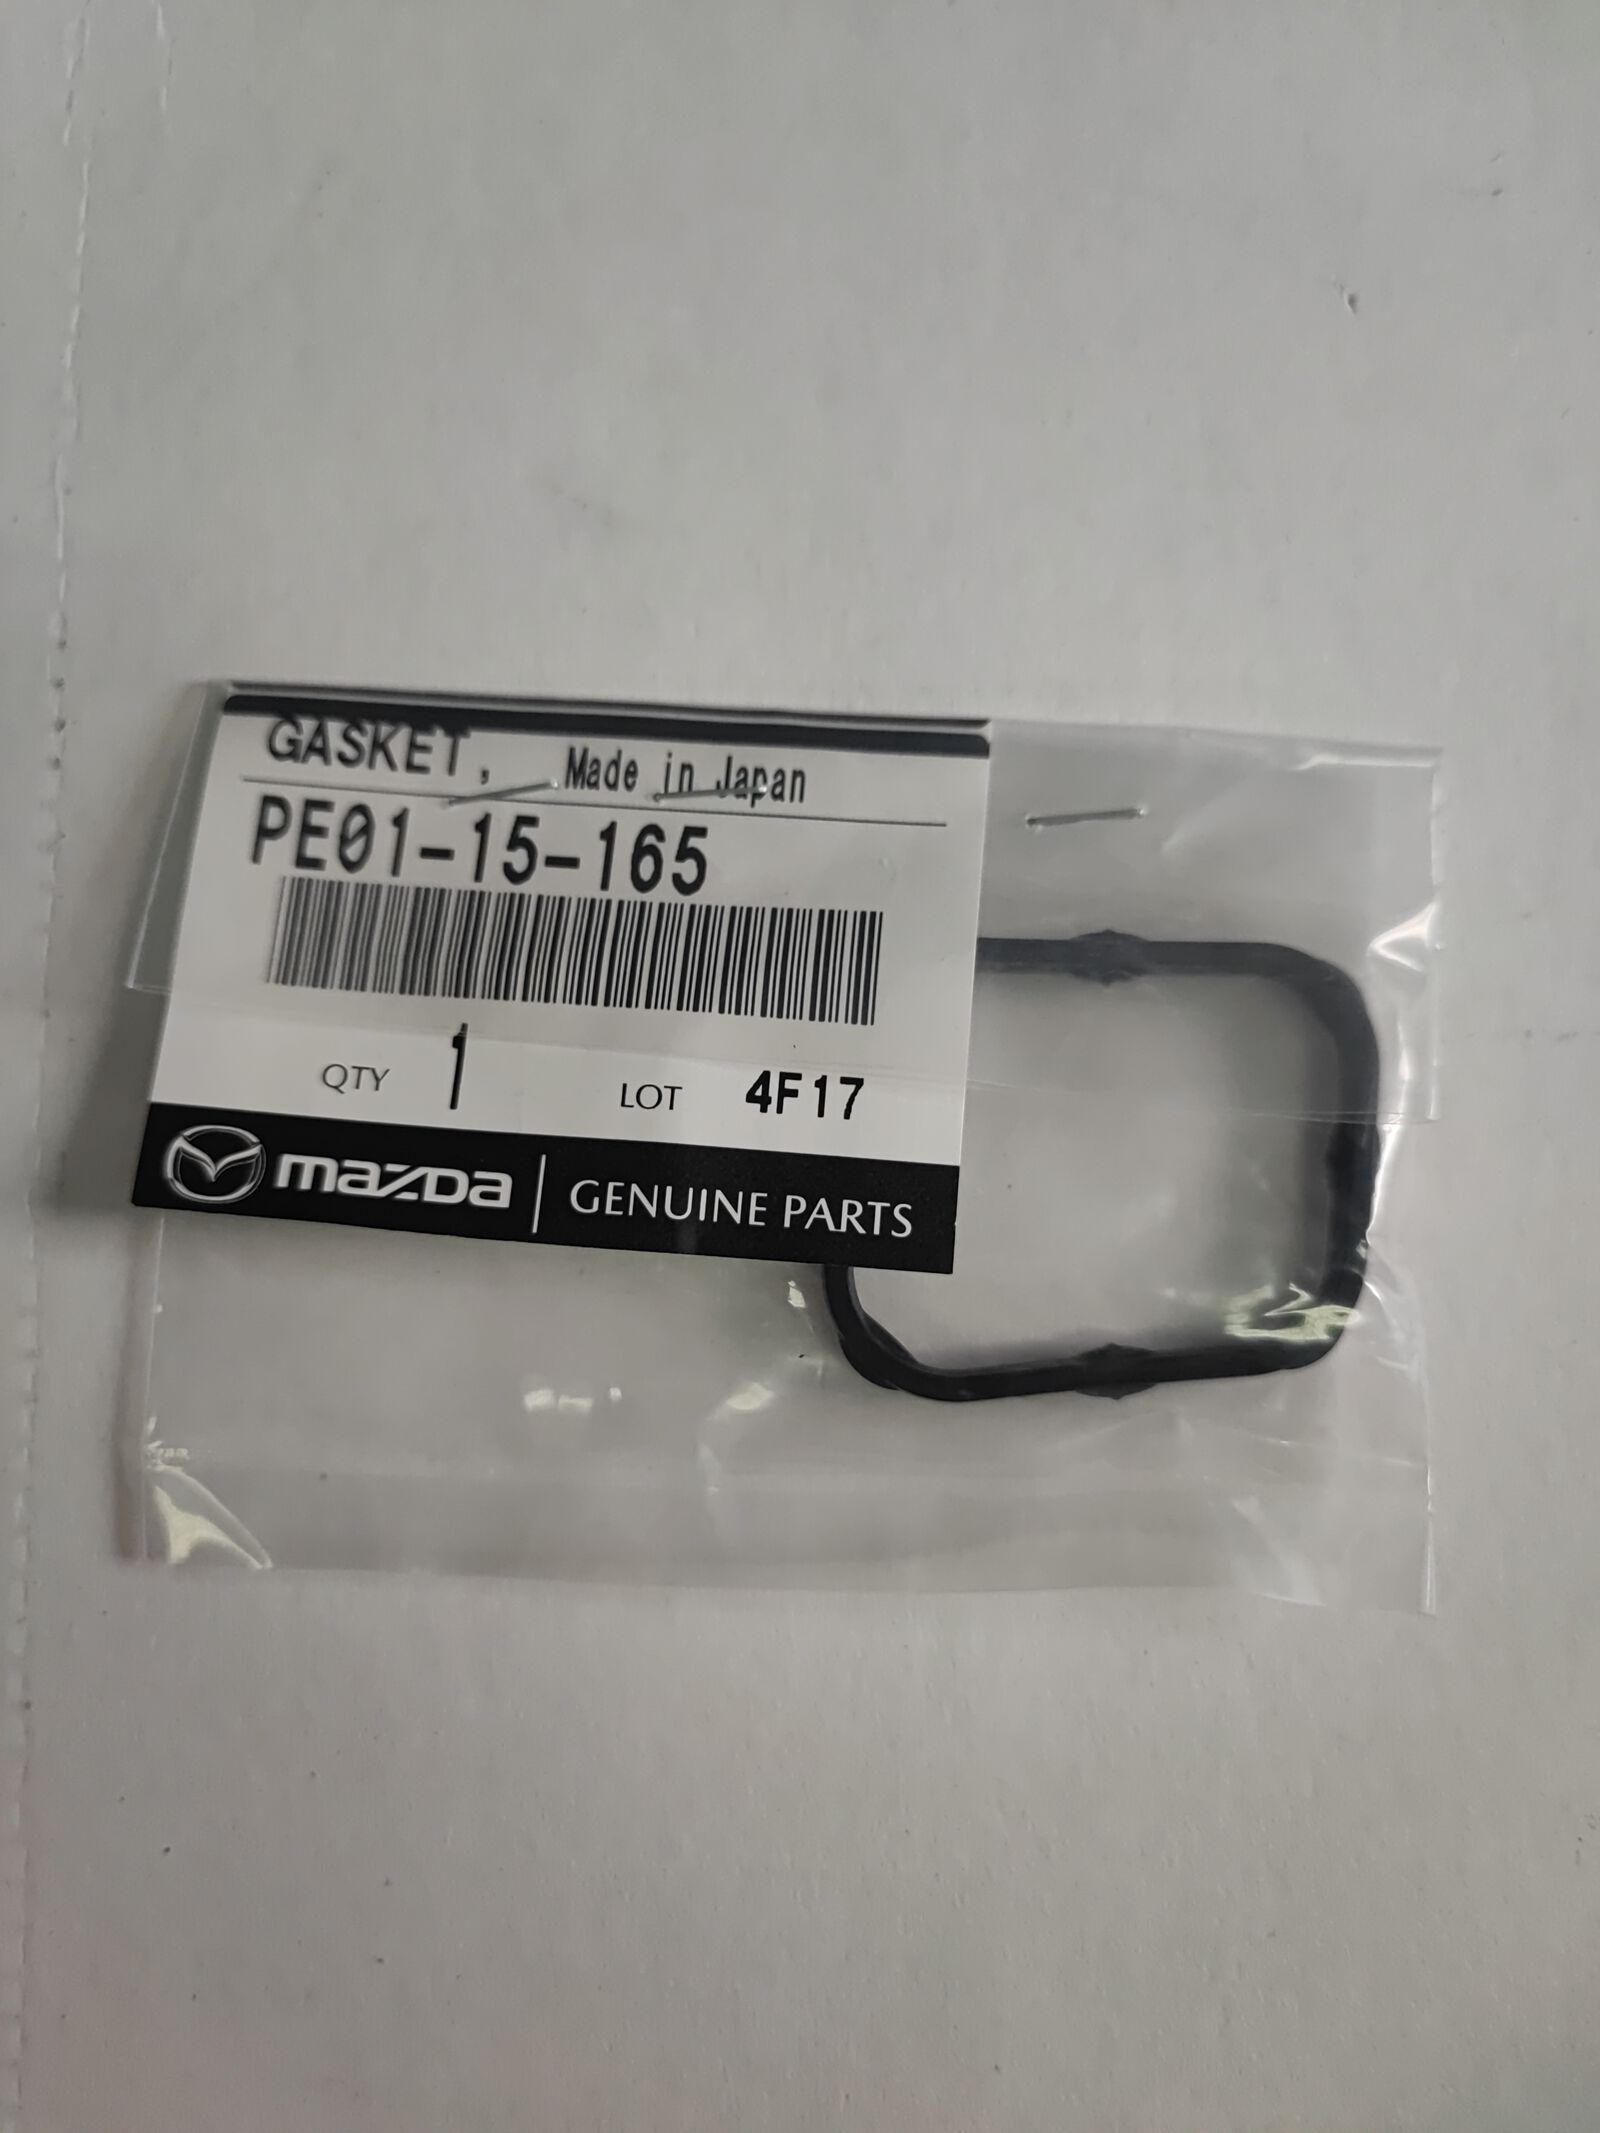 GASKET, Made in Japan
PE01-15-165
QTY 1 LOT 4F17
mazda GENUINE PARTS